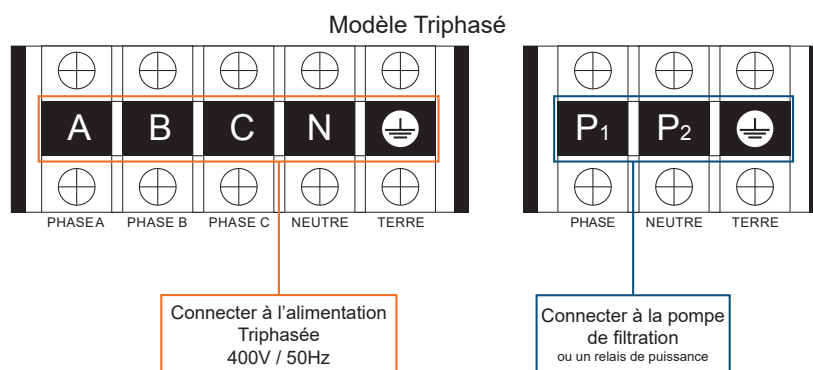 Modèle Triphasé
A B C N
PHASE A PHASE B PHASE C NEUTRE TERRE
Connecter à l’alimentation
Triphasée
400V / 50Hz
P1 P2
PHASE NEUTRE TERRE
Connecter à la pompe
de filtration
ou un relais de puissance